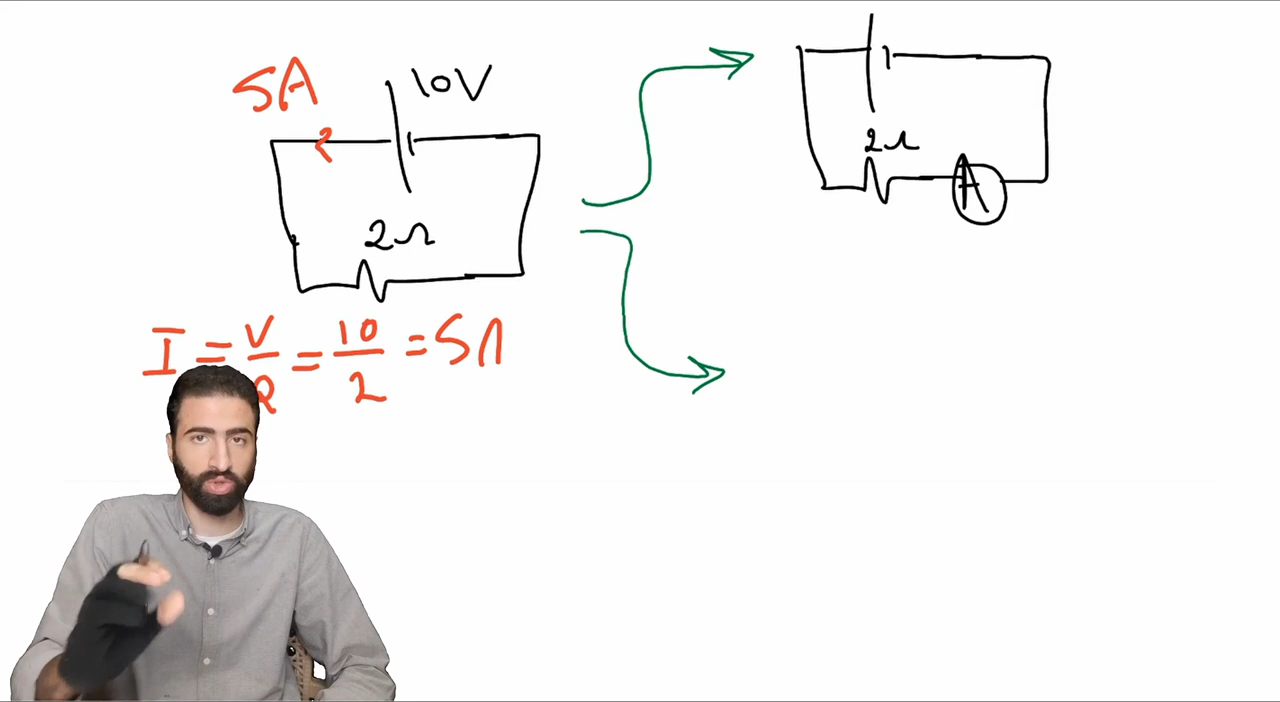 5A
10V
2Ω
I = V/R = 10/2 = 5A
2Ω
A